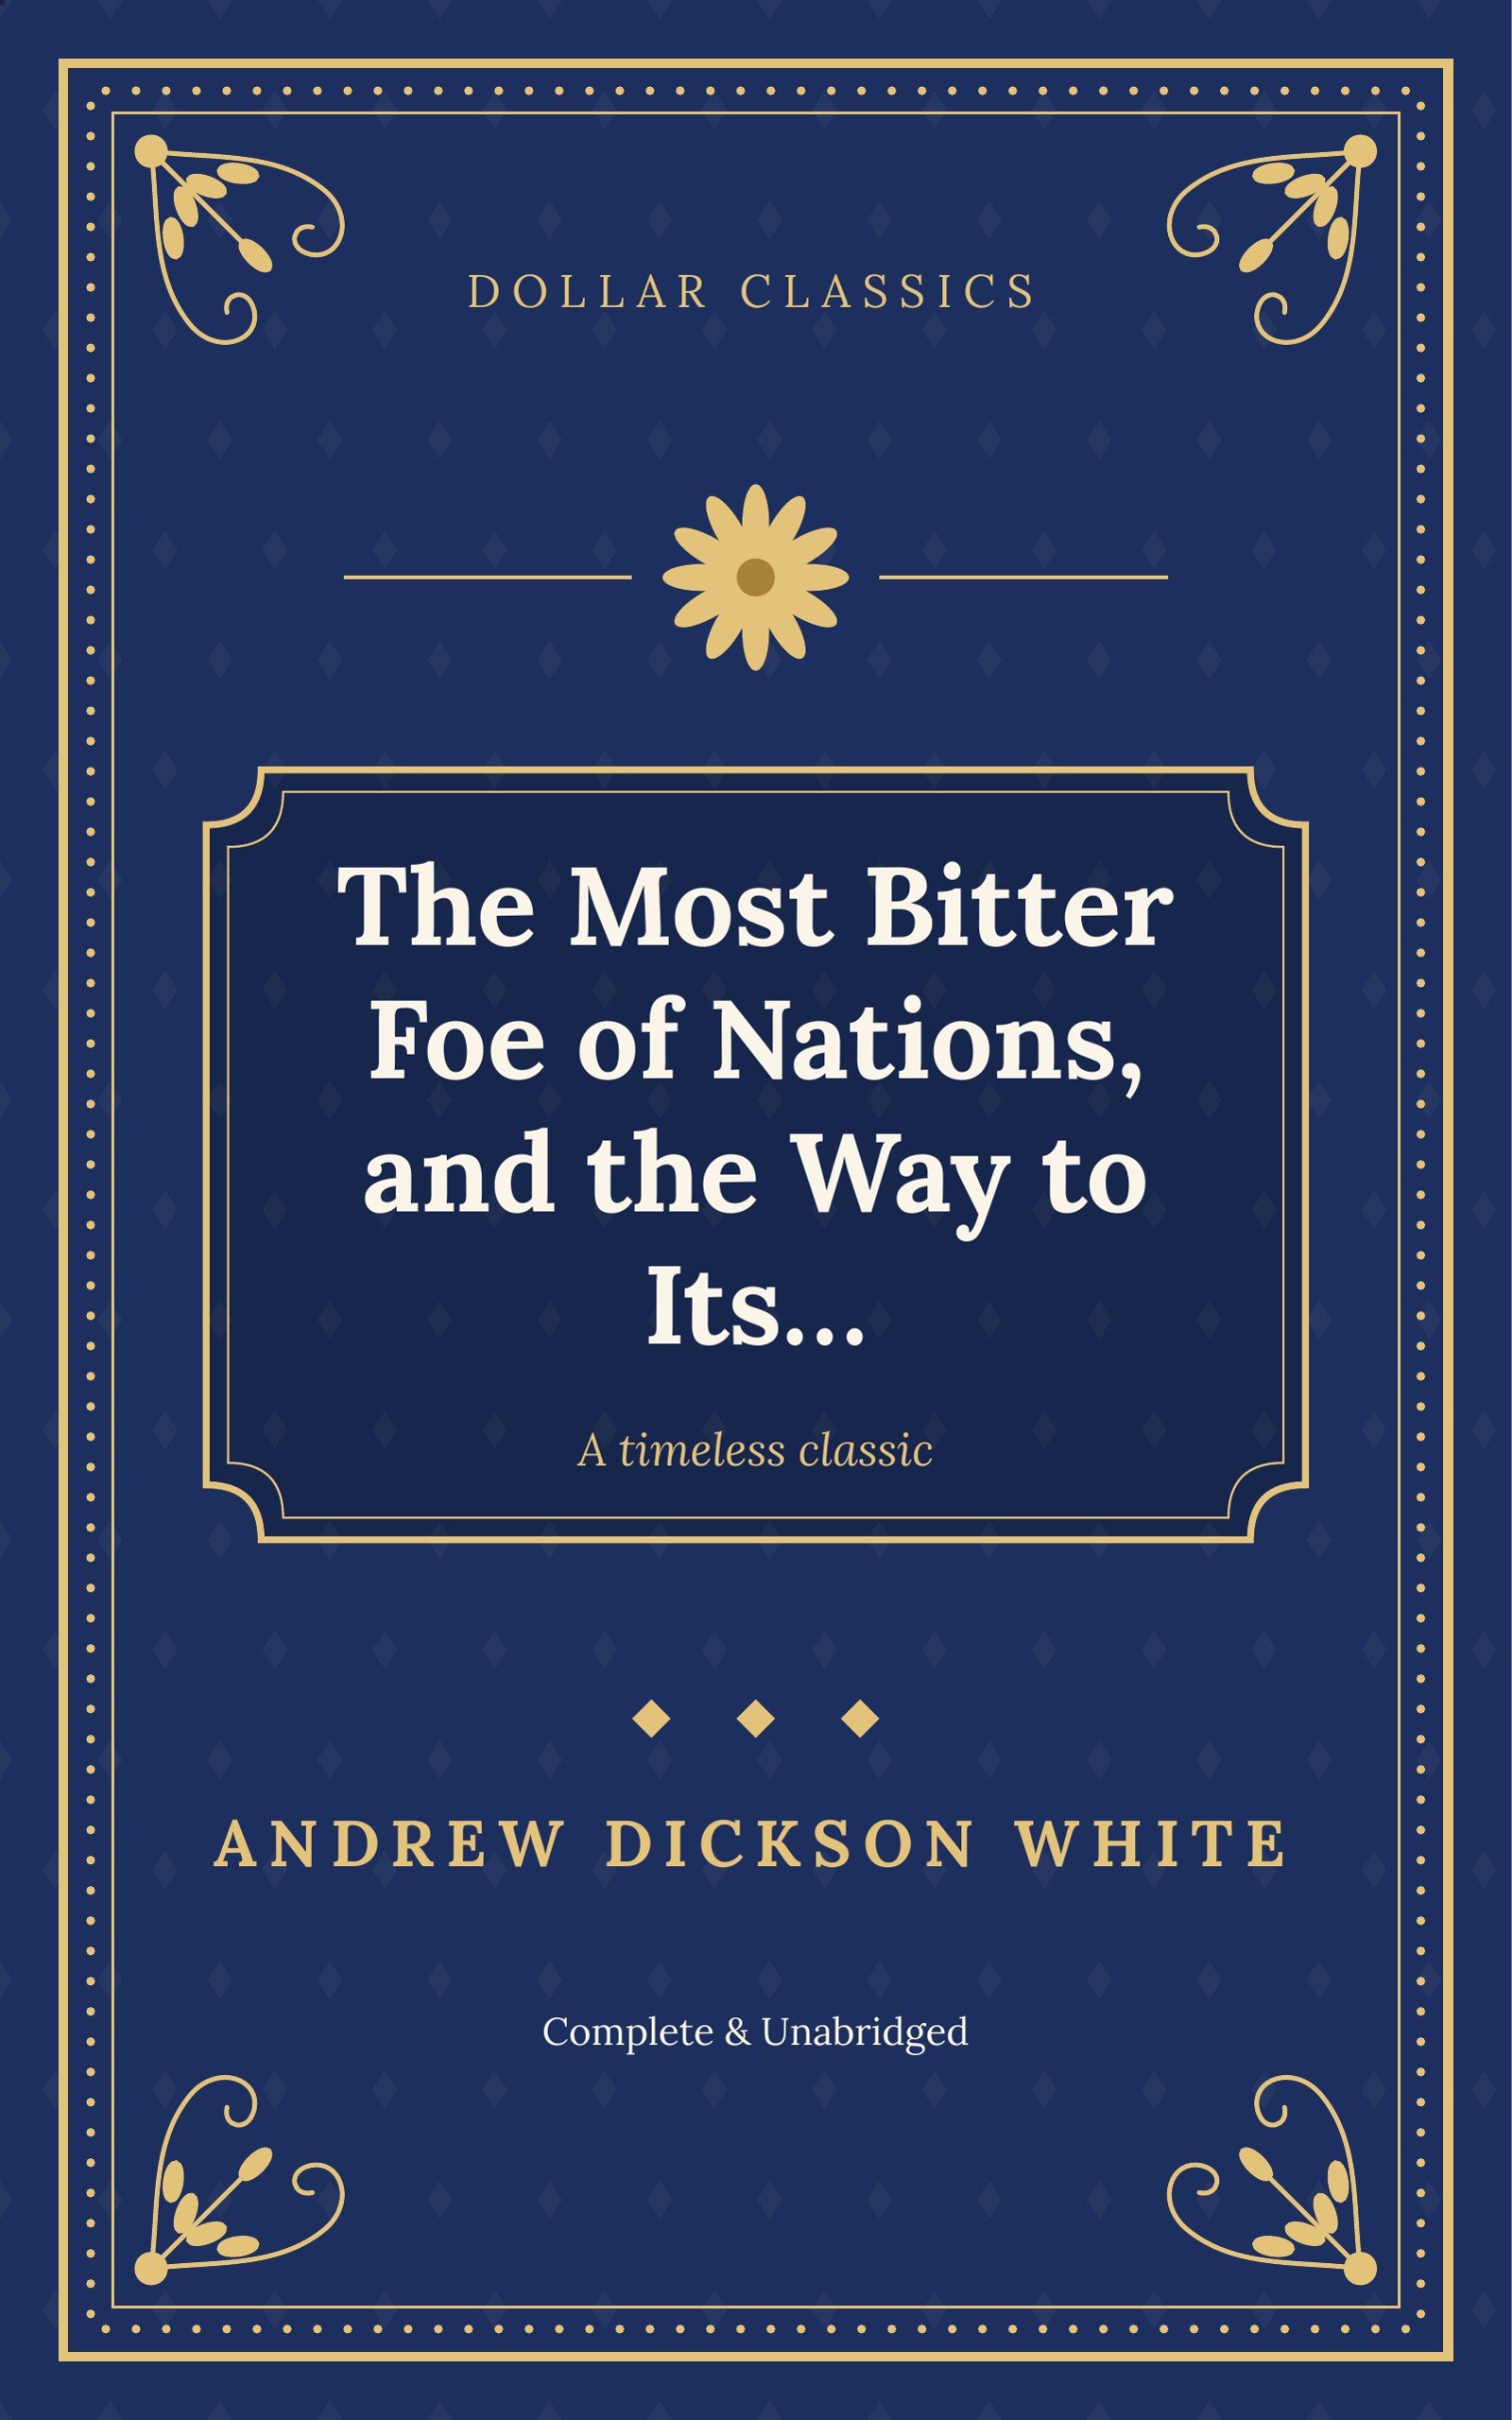 DOLLAR CLASSICS
The Most Bitter
Foe of Nations,
and the Way to
Its...
A timeless classic
ANDREW DICKSON WHITE
Complete & Unabridged